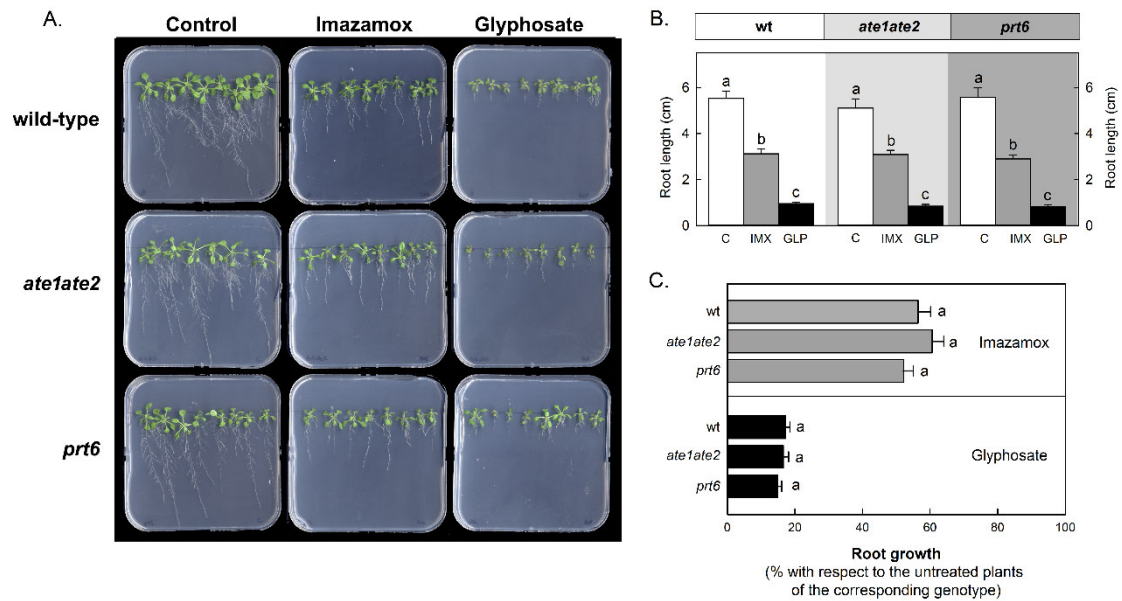 A.
Control Imazamox Glyphosate
wild-type
ate1ate2
prt6
B.
wt ate1ate2 prt6
Root length (cm)
6
4
2
0
a
b
c
a
b
c
a
b
c
C IMX GLP C IMX GLP C IMX GLP
6
4
2
0
Root length (cm)
C.
wt a
ate1ate2 a Imazamox
prt6 a
wt a
ate1ate2 a Glyphosate
prt6 a
0 20 40 60 80 100
Root growth
(% with respect to the untreated plants
of the corresponding genotype)